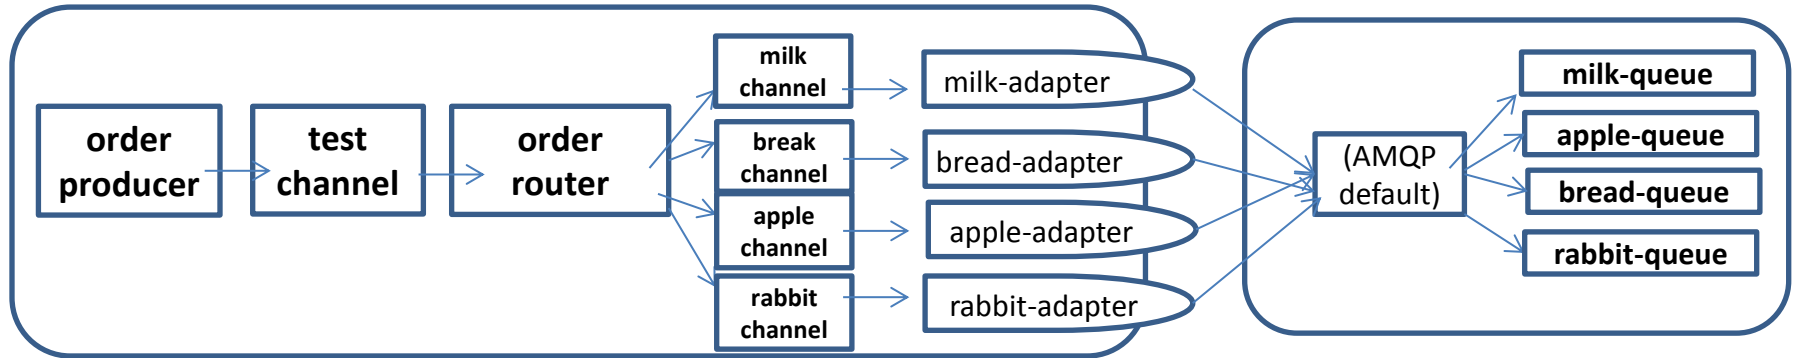 order
producer
test
channel
order
router
milk
channel
break
channel
apple
channel
rabbit
channel
milk-adapter
bread-adapter
apple-adapter
rabbit-adapter
(AMQP
default)
milk-queue
apple-queue
bread-queue
rabbit-queue